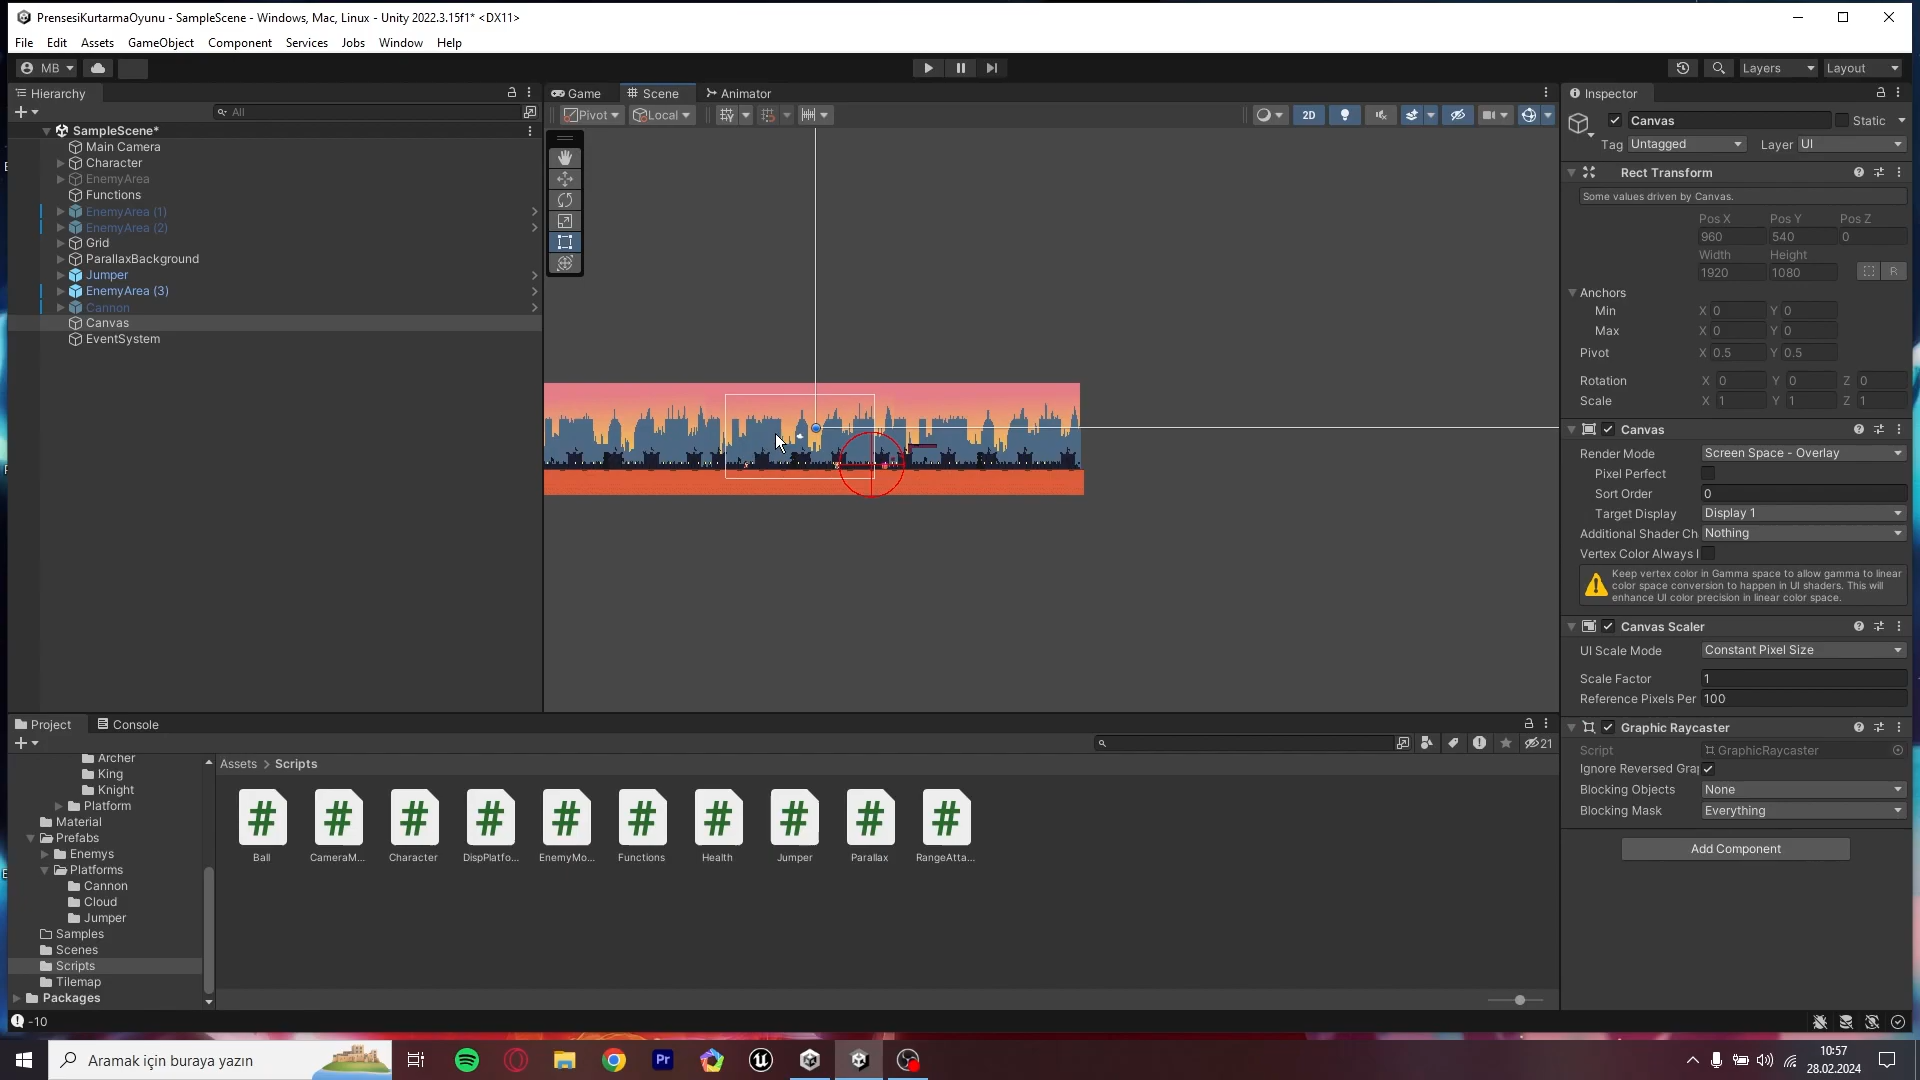 PrensesiKurtarmaOyunu - SampleScene - Windows, Mac, Linux - Unity 2022.3.15f1* <DX11>
File Edit Assets GameObject Component Services Jobs Window Help
MB
Layers
Layout
Hierarchy
All
SampleScene*
Main Camera
Character
EnemyArea
Functions
EnemyArea (1)
EnemyArea (2)
Grid
ParallaxBackground
Jumper
EnemyArea (3)
Cannon
Canvas
EventSystem
Game Scene Animator
Pivot Local 2D
Inspector
Canvas Static
Tag Untagged Layer UI
Rect Transform
Some values driven by Canvas.
Pos X Pos Y Pos Z
960 540 0
Width Height
1920 1080 R
Anchors
Min X 0 Y 0
Max X 0 Y 0
Pivot X 0.5 Y 0.5
Rotation X 0 Y 0 Z 0
Scale X 1 Y 1 Z 1
Canvas
Render Mode Screen Space - Overlay
Pixel Perfect
Sort Order 0
Target Display Display 1
Additional Shader Ch Nothing
Vertex Color Always I
Keep vertex color in Gamma space to allow gamma to linear
color space conversion to happen in UI shaders. This will
enhance UI color precision in linear color space.
Canvas Scaler
UI Scale Mode Constant Pixel Size
Scale Factor 1
Reference Pixels Per 100
Graphic Raycaster
Script GraphicRaycaster
Ignore Reversed Gra
Blocking Objects None
Blocking Mask Everything
Add Component
Project Console
21
Archer
King
Knight
Platform
Material
Prefabs
Enemys
Platforms
Cannon
Cloud
Jumper
Samples
Scenes
Scripts
Tilemap
Packages
Assets > Scripts
Ball CameraM... Character DispPlatfo... EnemyMo... Functions Health Jumper Parallax RangeAtta...
-10
Aramak için buraya yazın
Pr
10:57
28.02.2024